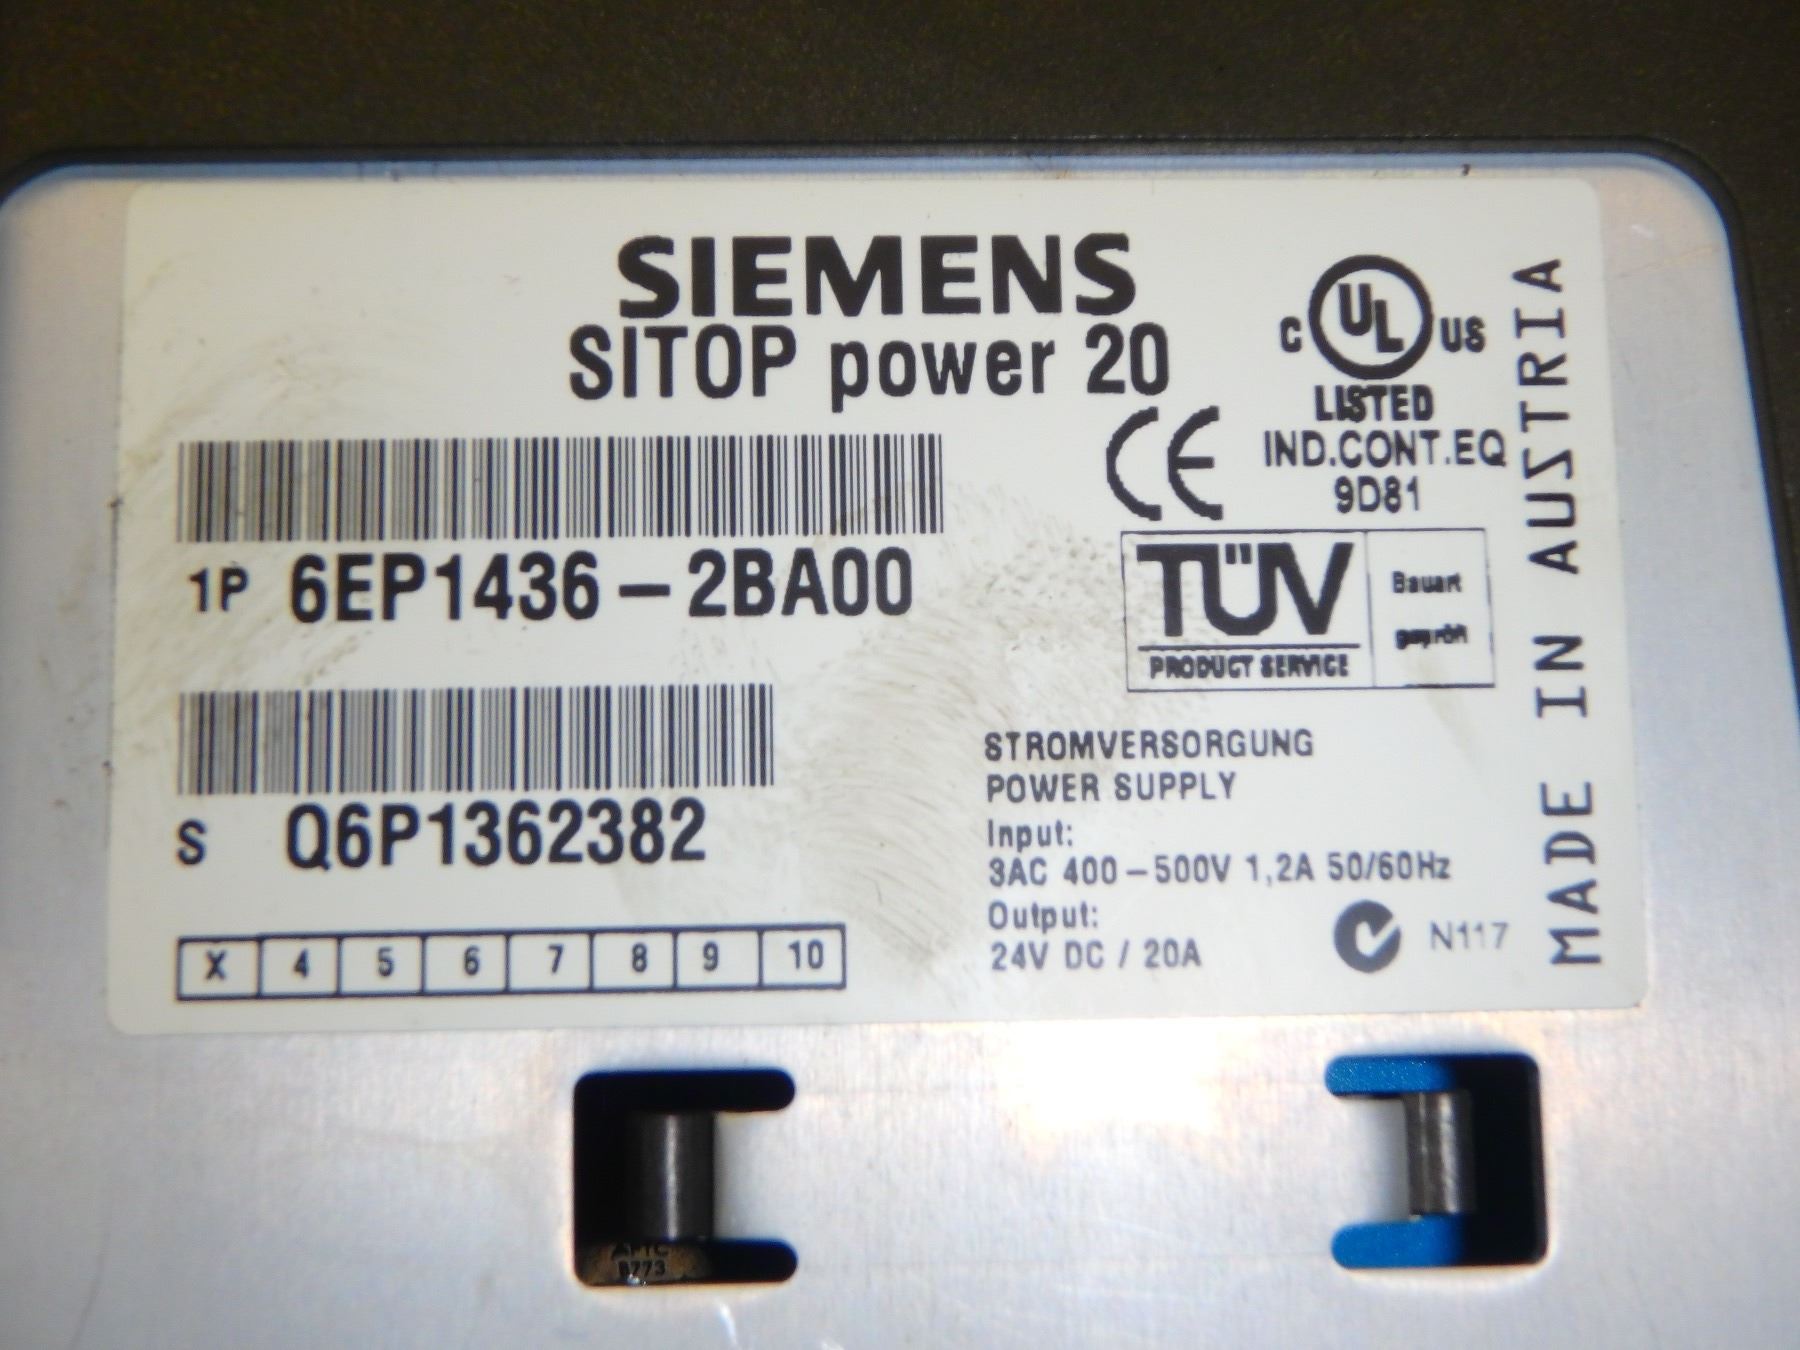 SIEMENS
SITOP power 20
C UL US
LISTED
IND.CONT.EQ
9D81
CE
1P 6EP1436-2BA00
TÜV
PRODUCT SERVICE
Bauart
geprüft
S Q6P1362382
STROMVERSORGUNG
POWER SUPPLY
Input:
3AC 400-500V 1,2A 50/60Hz
Output:
24V DC / 20A
N117
X 4 5 6 7 8 9 10
MADE IN AUSTRIA
8773